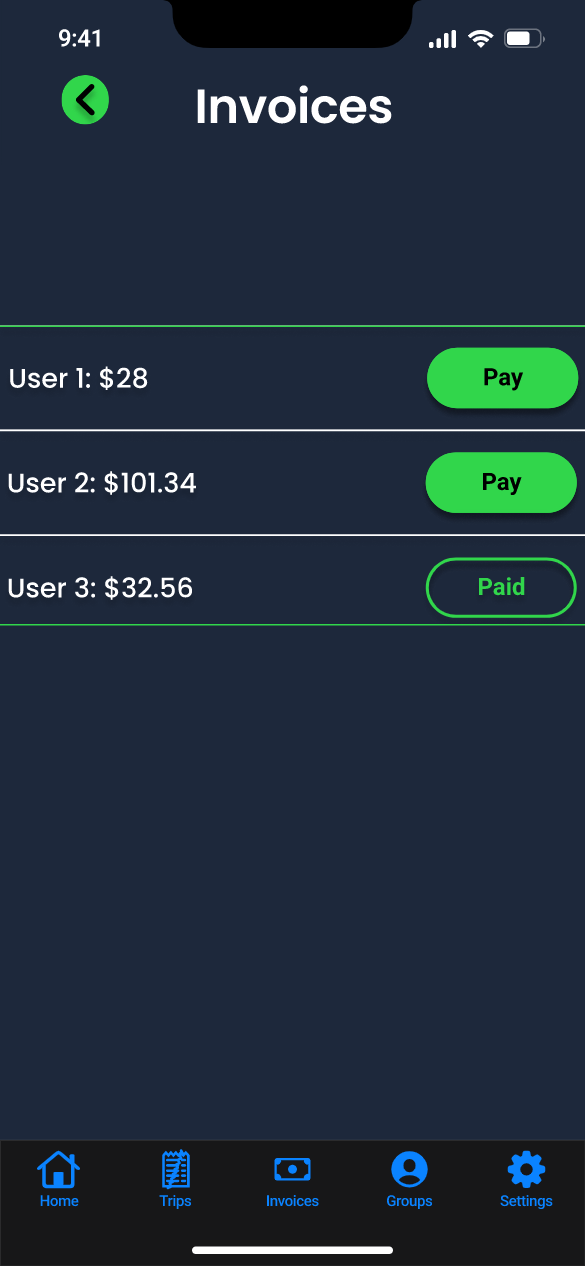 9:41
Invoices
User 1: $28
Pay
User 2: $101.34
Pay
User 3: $32.56
Paid
Home Trips Invoices Groups Settings